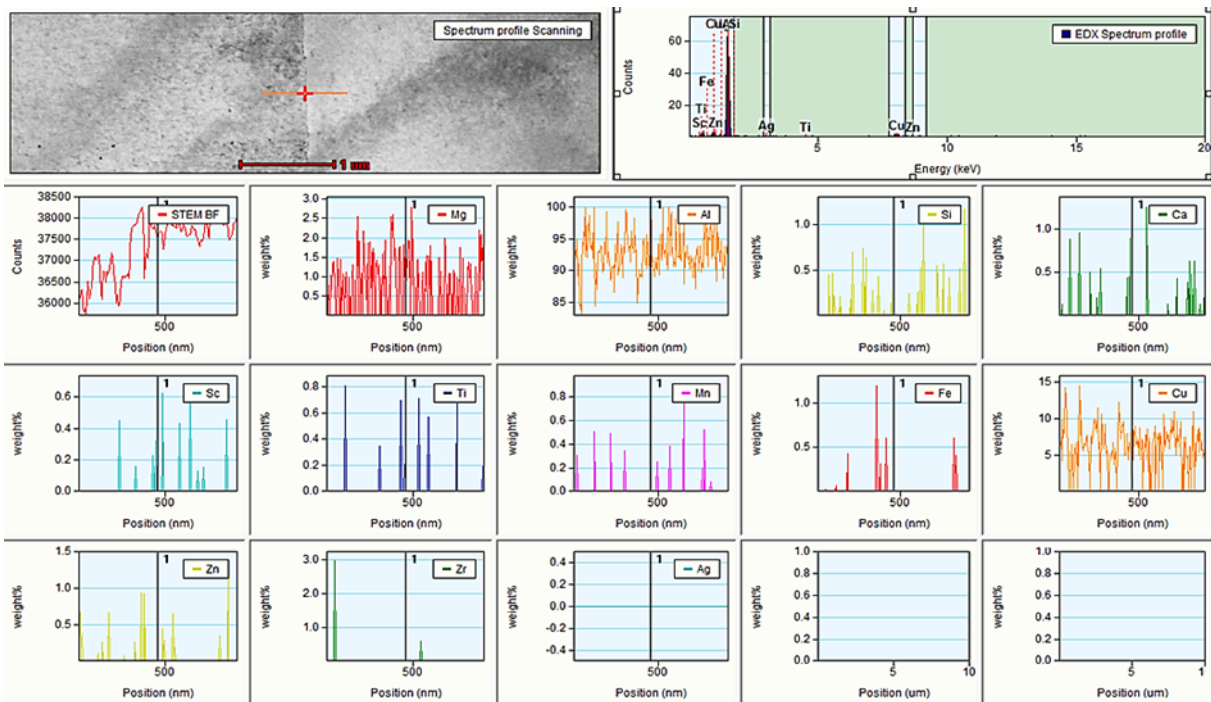 Spectrum profile Scanning
1 um
Counts
60
40
20
CuAlSi
Fe
Ti
Sc Zn
Ag
Ti
Cu
Zn
EDX Spectrum profile
5
10
15
20
Energy (keV)
Counts
38500
38000
37500
37000
36500
36000
1
STEM BF
500
Position (nm)
weight%
3.0
2.5
2.0
1.5
1.0
0.5
1
Mg
500
Position (nm)
weight%
100
95
90
85
1
Al
500
Position (nm)
weight%
1.0
0.5
1
Si
500
Position (nm)
weight%
1.0
0.5
1
Ca
500
Position (nm)
weight%
0.6
0.4
0.2
0.0
1
Sc
500
Position (nm)
weight%
0.8
0.6
0.4
0.2
0.0
1
Ti
500
Position (nm)
weight%
0.6
0.4
0.2
0.0
1
Mn
500
Position (nm)
weight%
1.0
0.5
1
Fe
500
Position (nm)
weight%
15
10
5
1
Cu
500
Position (nm)
weight%
1.5
1.0
0.5
1
Zn
500
Position (nm)
weight%
3.0
2.0
1.0
1
Zr
500
Position (nm)
weight%
0.4
0.2
0.0
-0.2
-0.4
1
Ag
500
Position (nm)
weight%
1.0
0.8
0.6
0.4
0.2
0.0
5
10
Position (um)
weight%
1.0
0.8
0.6
0.4
0.2
0.0
5
1
Position (um)